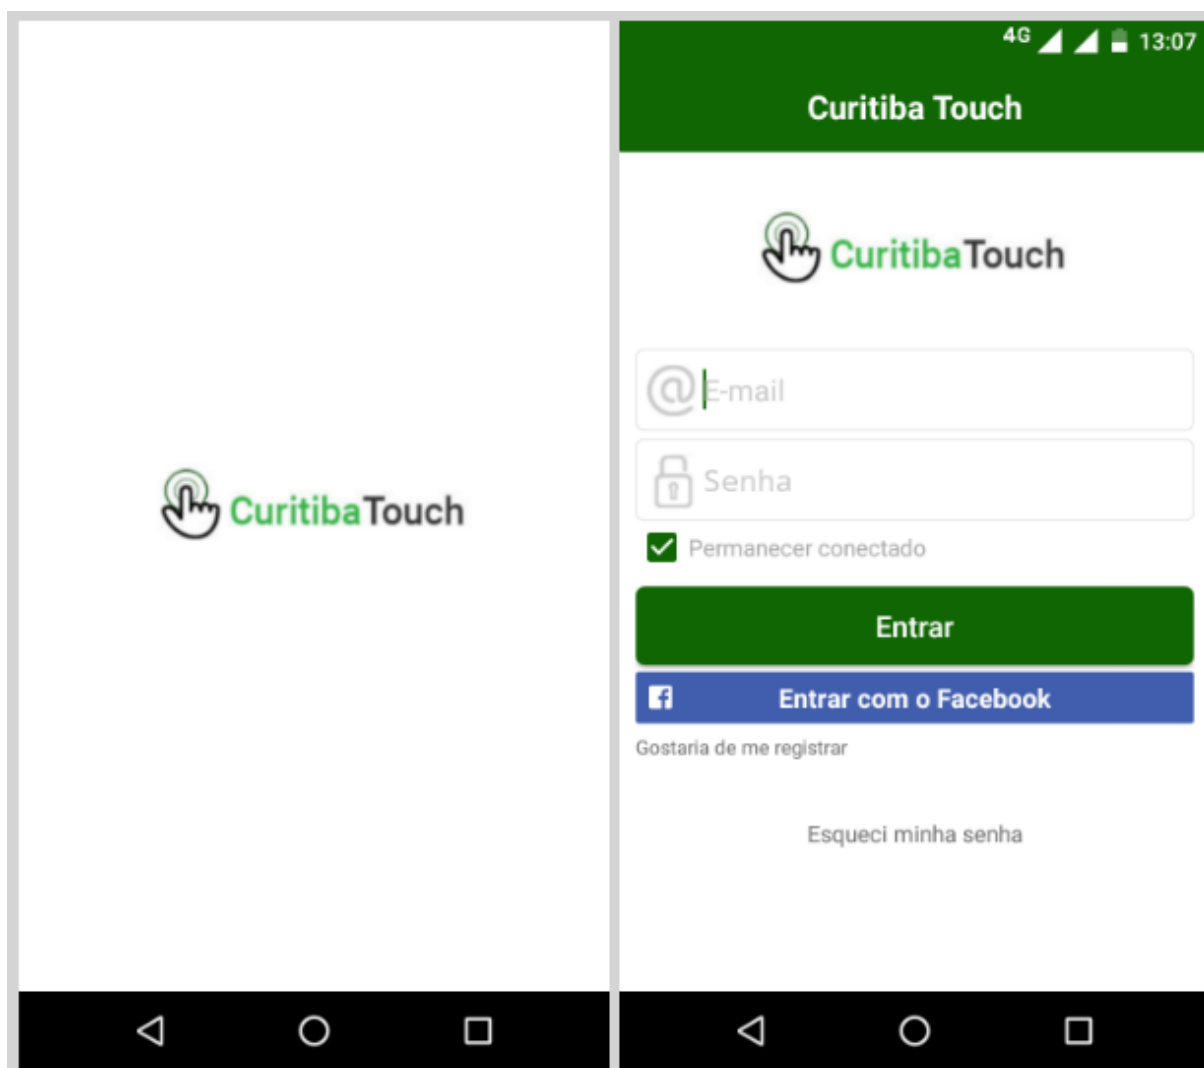 CuritibaTouch
4G 13:07
Curitiba Touch
CuritibaTouch
E-mail
Senha
Permanecer conectado
Entrar
Entrar com o Facebook
Gostaria de me registrar
Esqueci minha senha